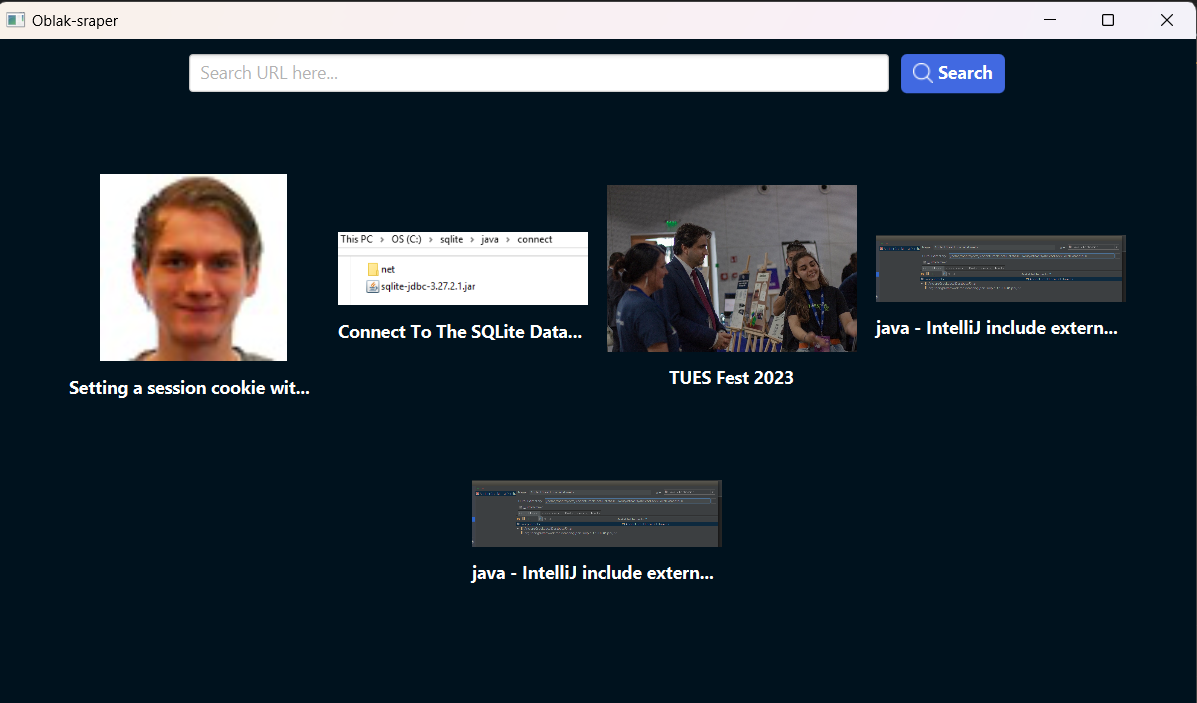 Oblak-sraper
Search URL here...
Search
This PC > OS (C:) > sqlite > java > connect
net
sqlite-jdbc-3.27.2.1.jar
Setting a session cookie wit...
Connect To The SQLite Data...
TUES Fest 2023
java - IntelliJ include extern...
java - IntelliJ include extern...